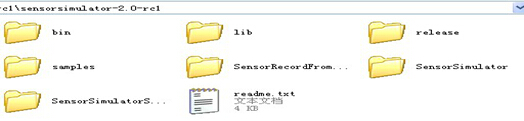 rc1\sensorsimulator-2.0-rc1
bin
lib
release
samples
SensorRecordFrom...
SensorSimulator
SensorSimulatorS...
readme.txt
文本文档
4 KB